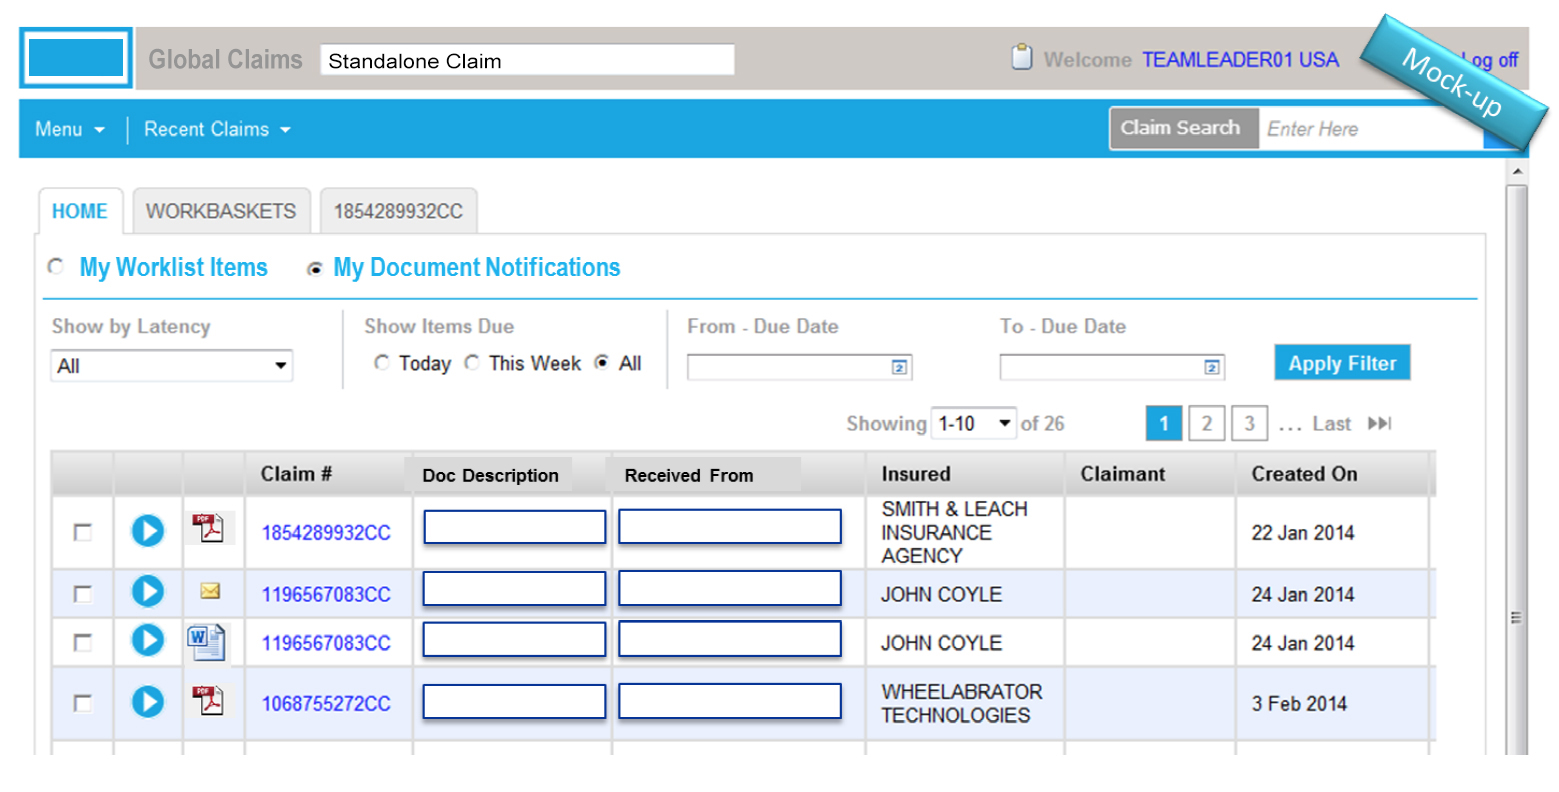 Global Claims Standalone Claim Welcome TEAMLEADER01 USA Log off
Mock-up
Menu Recent Claims Claim Search Enter Here
HOME WORKBASKETS 1854289932CC
My Worklist Items My Document Notifications
Show by Latency Show Items Due From - Due Date To - Due Date
All Today This Week All Apply Filter
Showing 1-10 of 26 1 2 3 ... Last
Claim # Doc Description Received From Insured Claimant Created On
SMITH & LEACH
1854289932CC INSURANCE 22 Jan 2014
AGENCY
1196567083CC JOHN COYLE 24 Jan 2014
1196567083CC JOHN COYLE 24 Jan 2014
WHEELABRATOR
1068755272CC TECHNOLOGIES 3 Feb 2014